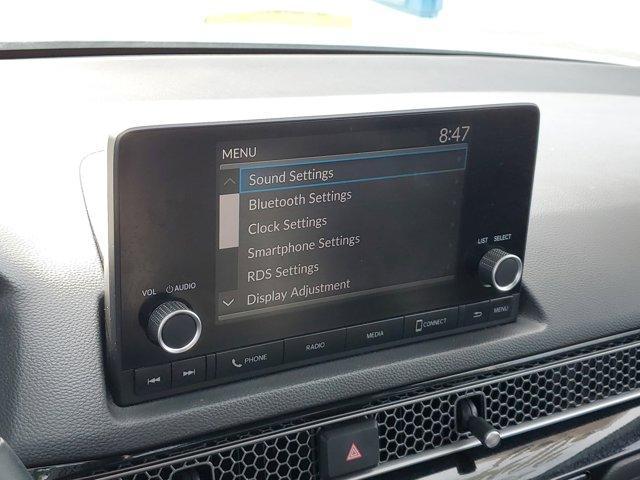 8:47
MENU
Sound Settings
Bluetooth Settings
Clock Settings
Smartphone Settings
RDS Settings
Display Adjustment
VOL AUDIO
LIST SELECT
PHONE
RADIO
MEDIA
CONNECT
MENU